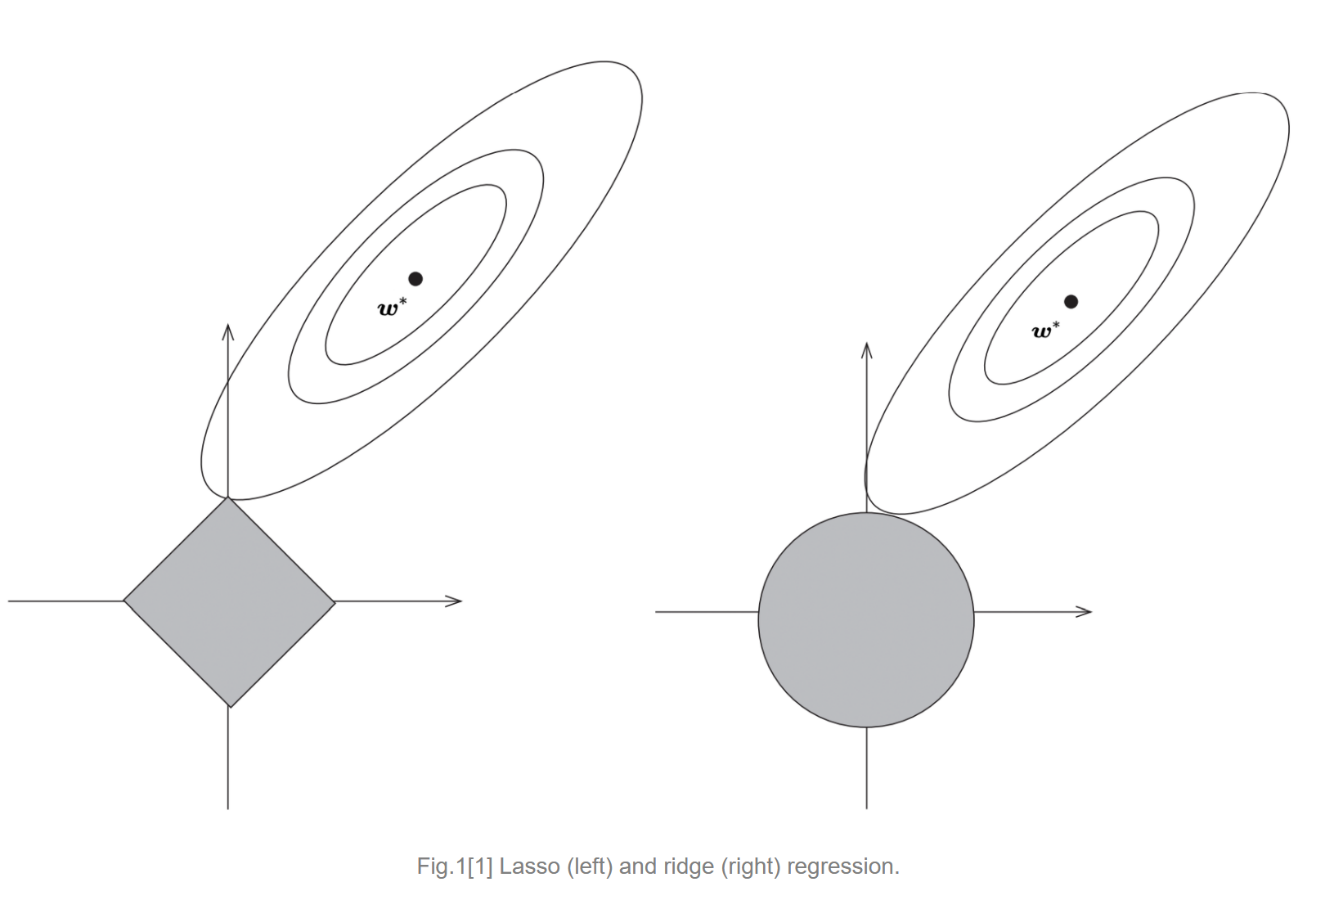 w*
w*
Fig.1[1] Lasso (left) and ridge (right) regression.